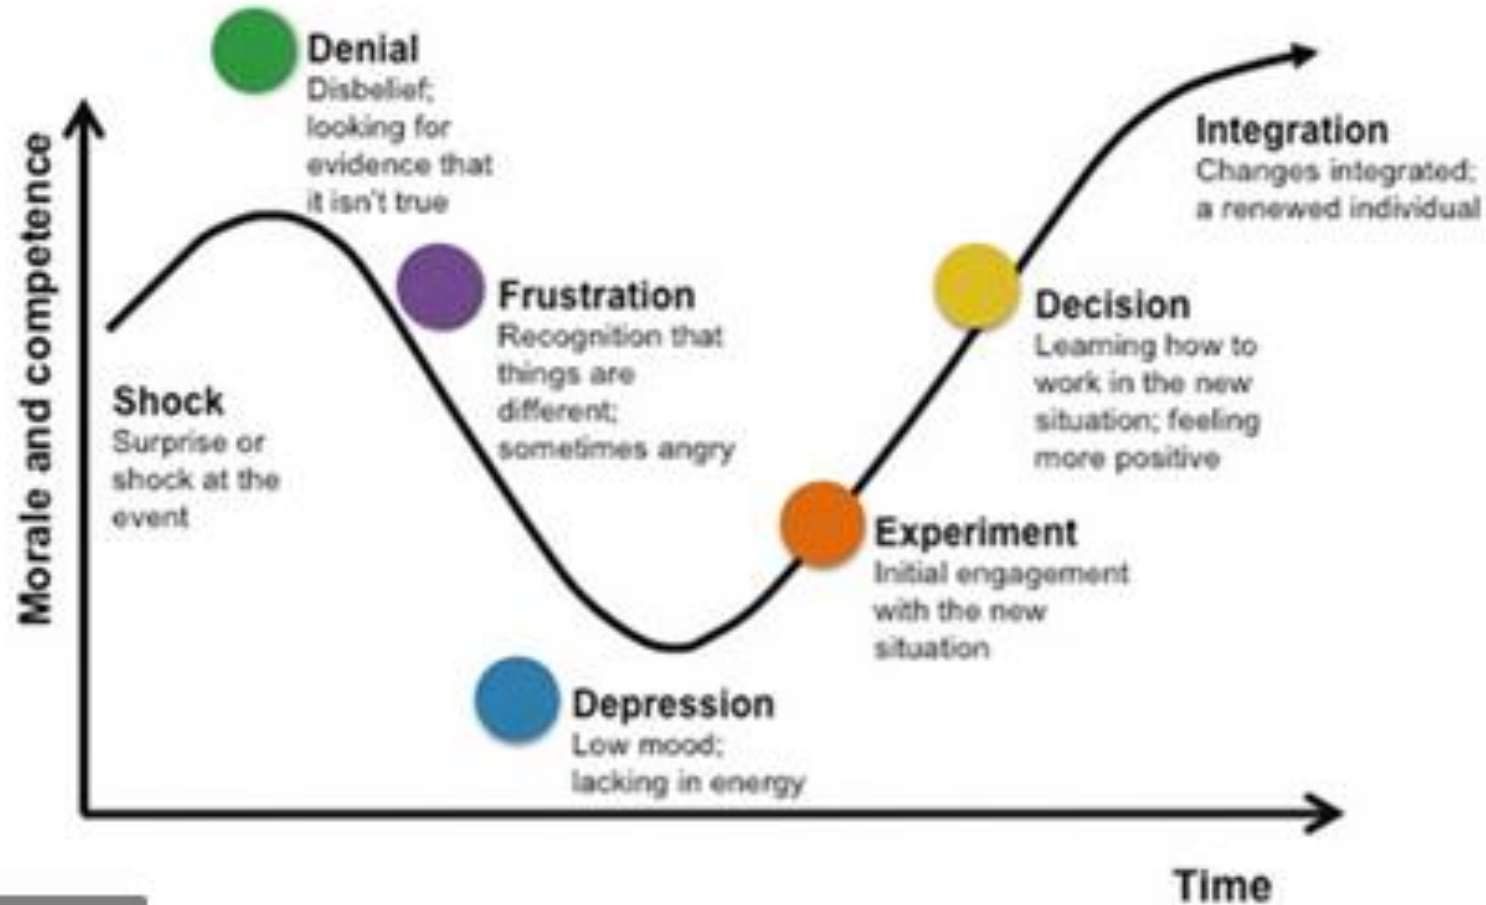 Denial
Disbelief;
looking for
evidence that
it isn't true
Morale and competence
Shock
Surprise or
shock at the
event
Frustration
Recognition that
things are
different;
sometimes angry
Depression
Low mood;
lacking in energy
Experiment
Initial engagement
with the new
situation
Decision
Learning how to
work in the new
situation; feeling
more positive
Integration
Changes integrated;
a renewed individual
Time